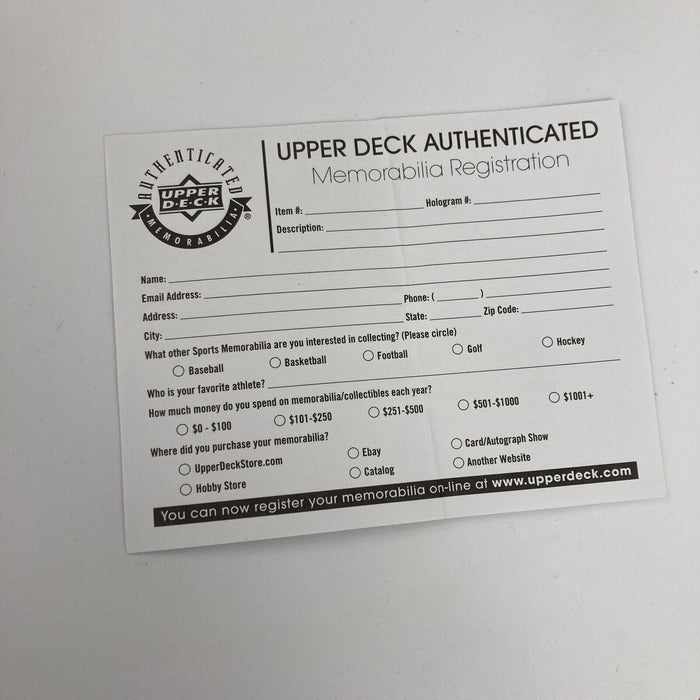 AUTHENTICATED
UPPER
D·E·C·K
·MEMORABILIA·
®
UPPER DECK AUTHENTICATED
Memorabilia Registration
Item #: Hologram #:
Description:
Name:
Email Address:
Address: Phone: ( )
City: State: Zip Code:
What other Sports Memorabilia are you interested in collecting? (Please circle)
Baseball Basketball Football Golf Hockey
Who is your favorite athlete?
How much money do you spend on memorabilia/collectibles each year?
$0 - $100 $101-$250 $251-$500 $501-$1000 $1001+
Where did you purchase your memorabilia?
UpperDeckStore.com Ebay Card/Autograph Show
Hobby Store Catalog Another Website
You can now register your memorabilia on-line at www.upperdeck.com